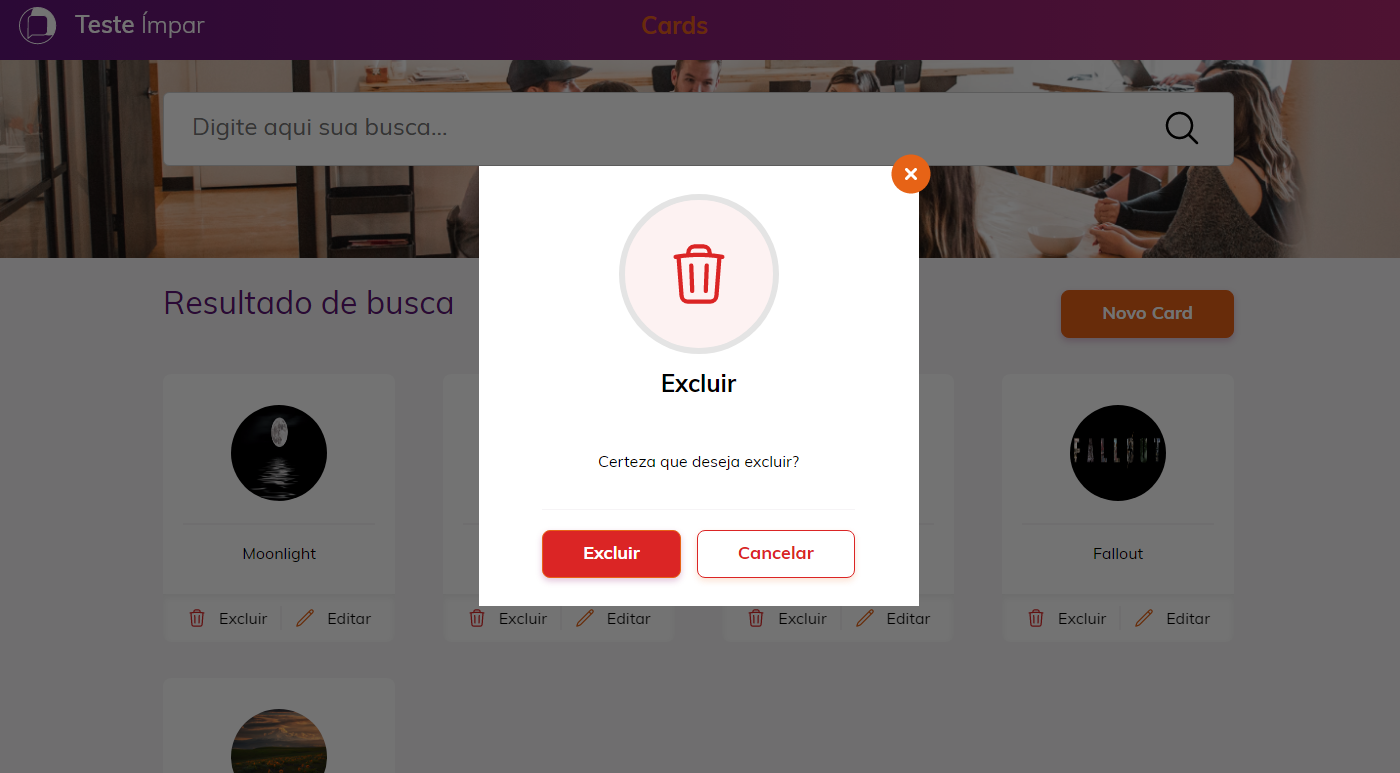 Teste Ímpar
Cards
Digite aqui sua busca...
Resultado de busca
Novo Card
Excluir
Certeza que deseja excluir?
Excluir
Cancelar
Moonlight
FALLOUT
Fallout
Excluir
Editar
Excluir
Editar
Excluir
Editar
Excluir
Editar